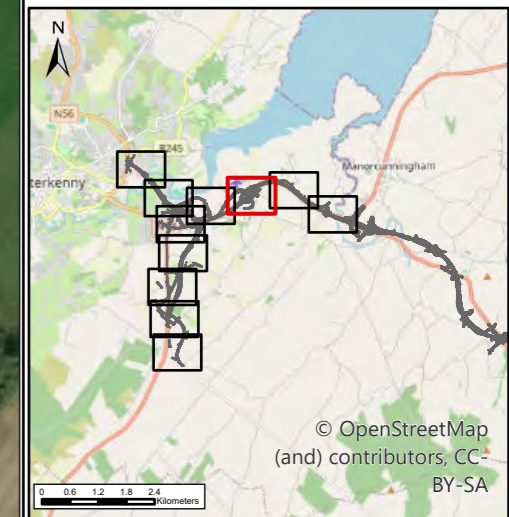 N
N56
R245
terkenny
Manorcunningham
© OpenStreetMap
(and) contributors, CC-
BY-SA
0 0.6 1.2 1.8 2.4
Kilometers